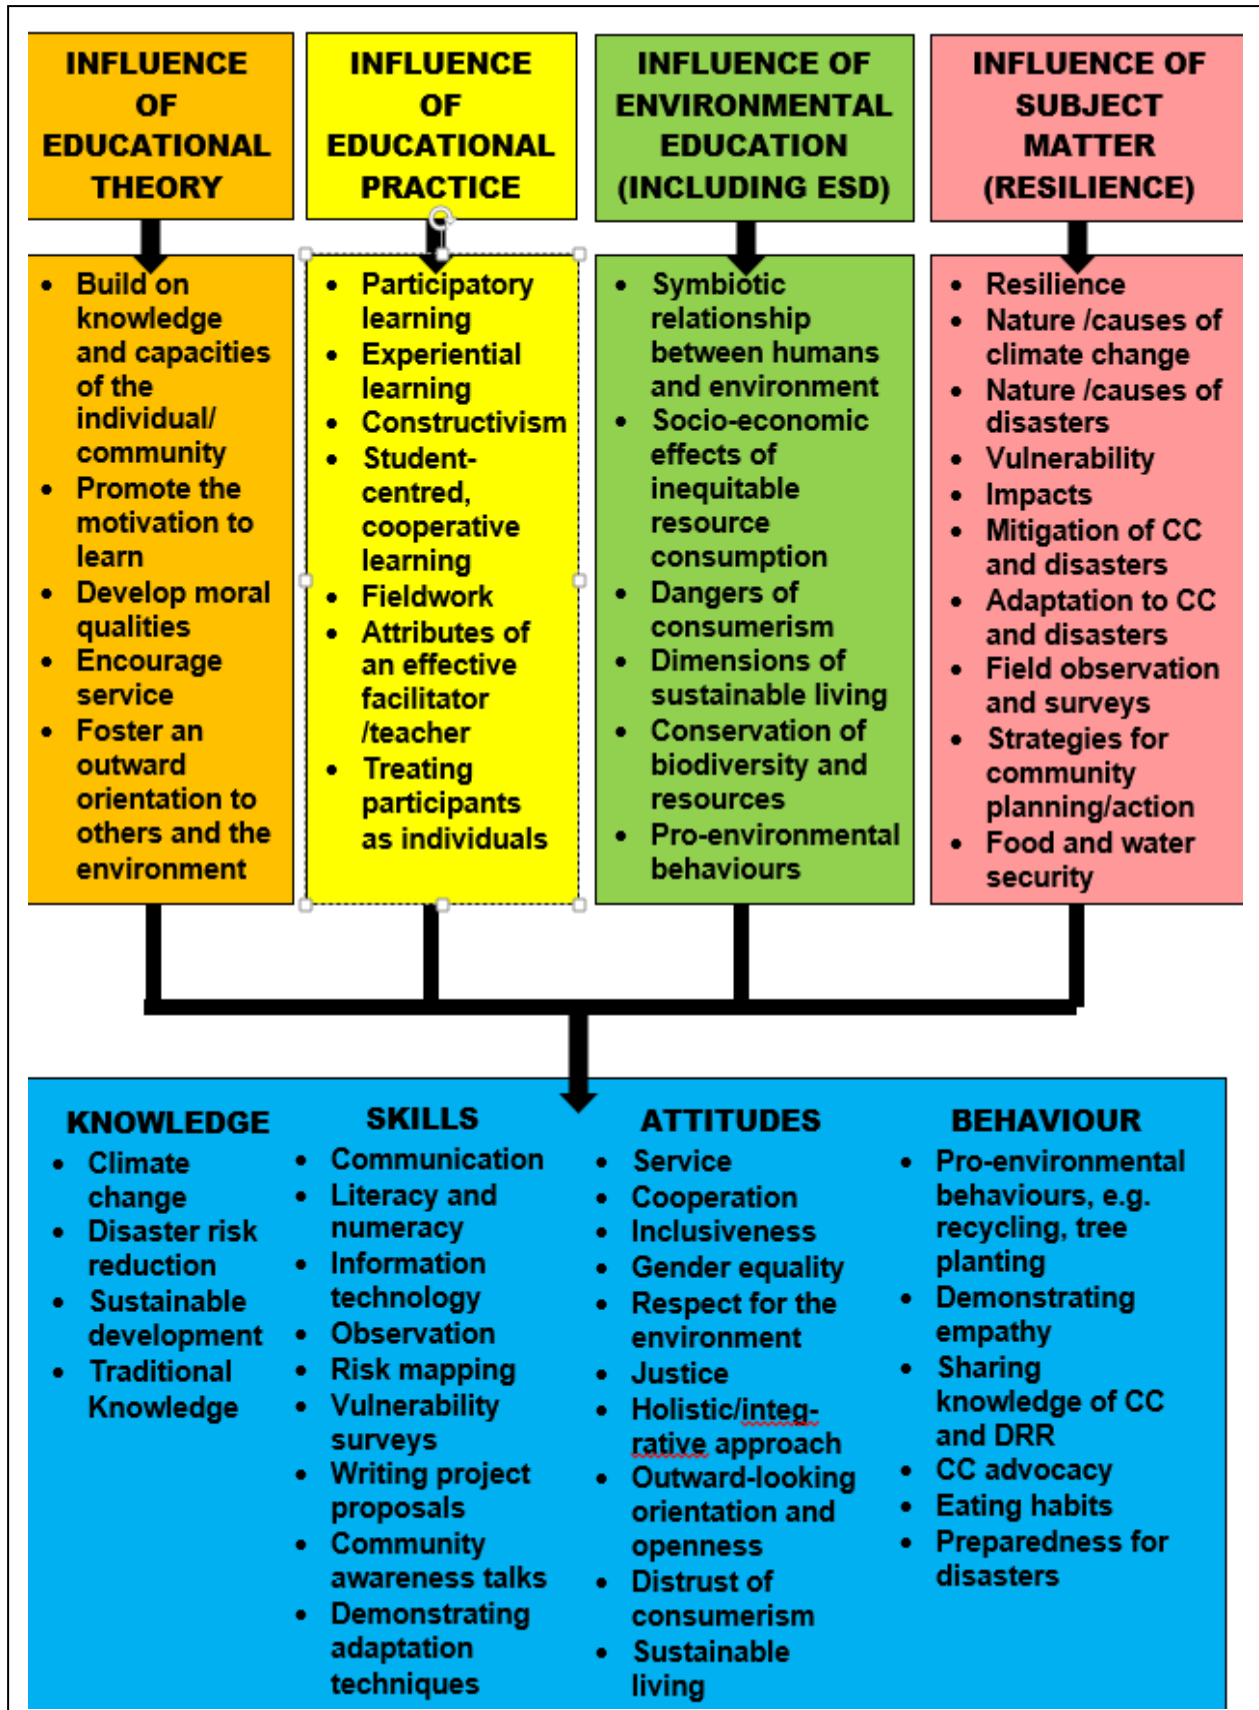 INFLUENCE
OF
EDUCATIONAL
THEORY
• Build on
knowledge
and capacities
of the
individual/
community
• Promote the
motivation to
learn
• Develop moral
qualities
• Encourage
service
• Foster an
outward
orientation to
others and the
environment
INFLUENCE
OF
EDUCATIONAL
PRACTICE
• Participatory
learning
• Experiential
learning
• Constructivism
• Student-
centred,
cooperative
learning
• Fieldwork
• Attributes of
an effective
facilitator
/teacher
• Treating
participants
as individuals
INFLUENCE OF
ENVIRONMENTAL
EDUCATION
(INCLUDING ESD)
• Symbiotic
relationship
between humans
and environment
• Socio-economic
effects of
inequitable
resource
consumption
• Dangers of
consumerism
• Dimensions of
sustainable living
• Conservation of
biodiversity and
resources
• Pro-environmental
behaviours
INFLUENCE OF
SUBJECT
MATTER
(RESILIENCE)
• Resilience
• Nature /causes of
climate change
• Nature /causes of
disasters
• Vulnerability
• Impacts
• Mitigation of CC
and disasters
• Adaptation to CC
and disasters
• Field observation
and surveys
• Strategies for
community
planning/action
• Food and water
security
KNOWLEDGE
• Climate
change
• Disaster risk
reduction
• Sustainable
development
• Traditional
Knowledge
SKILLS
• Communication
• Literacy and
numeracy
• Information
technology
• Observation
• Risk mapping
• Vulnerability
surveys
• Writing project
proposals
• Community
awareness talks
• Demonstrating
adaptation
techniques
ATTITUDES
• Service
• Cooperation
• Inclusiveness
• Gender equality
• Respect for the
environment
• Justice
• Holistic/integ-
rative approach
• Outward-looking
orientation and
openness
• Distrust of
consumerism
• Sustainable
living
BEHAVIOUR
• Pro-environmental
behaviours, e.g.
recycling, tree
planting
• Demonstrating
empathy
• Sharing
knowledge of CC
and DRR
• CC advocacy
• Eating habits
• Preparedness for
disasters